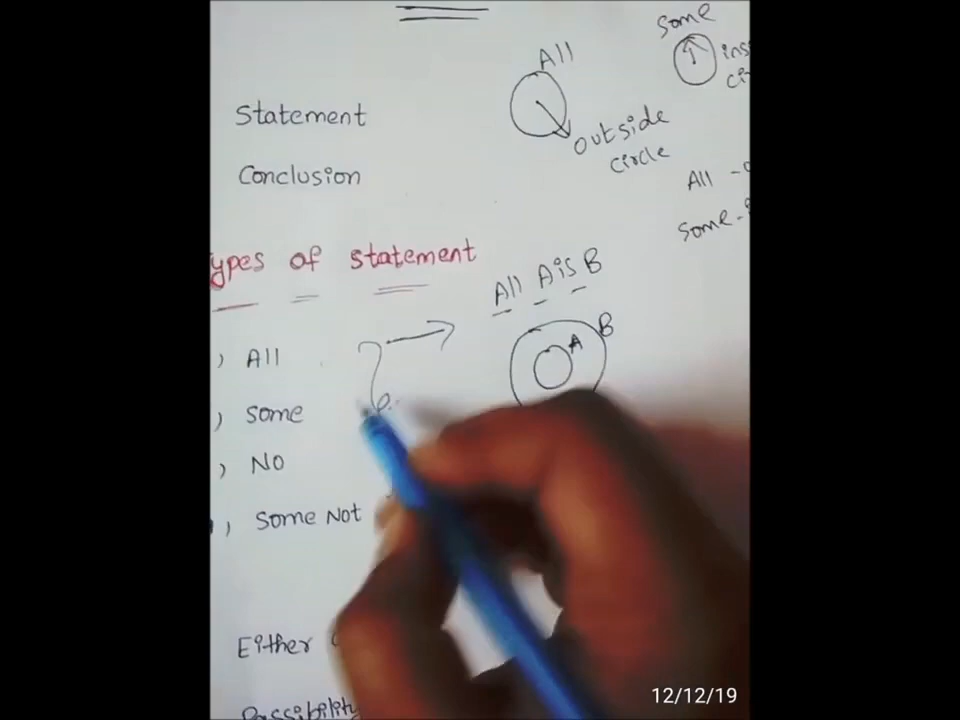 Some
All
Statement
outside
circle
Conclusion
All
Some
ypes of statement
All A is B
B
A
) All
) Some
) NO
) Some Not
Either
Possibility
12/12/19